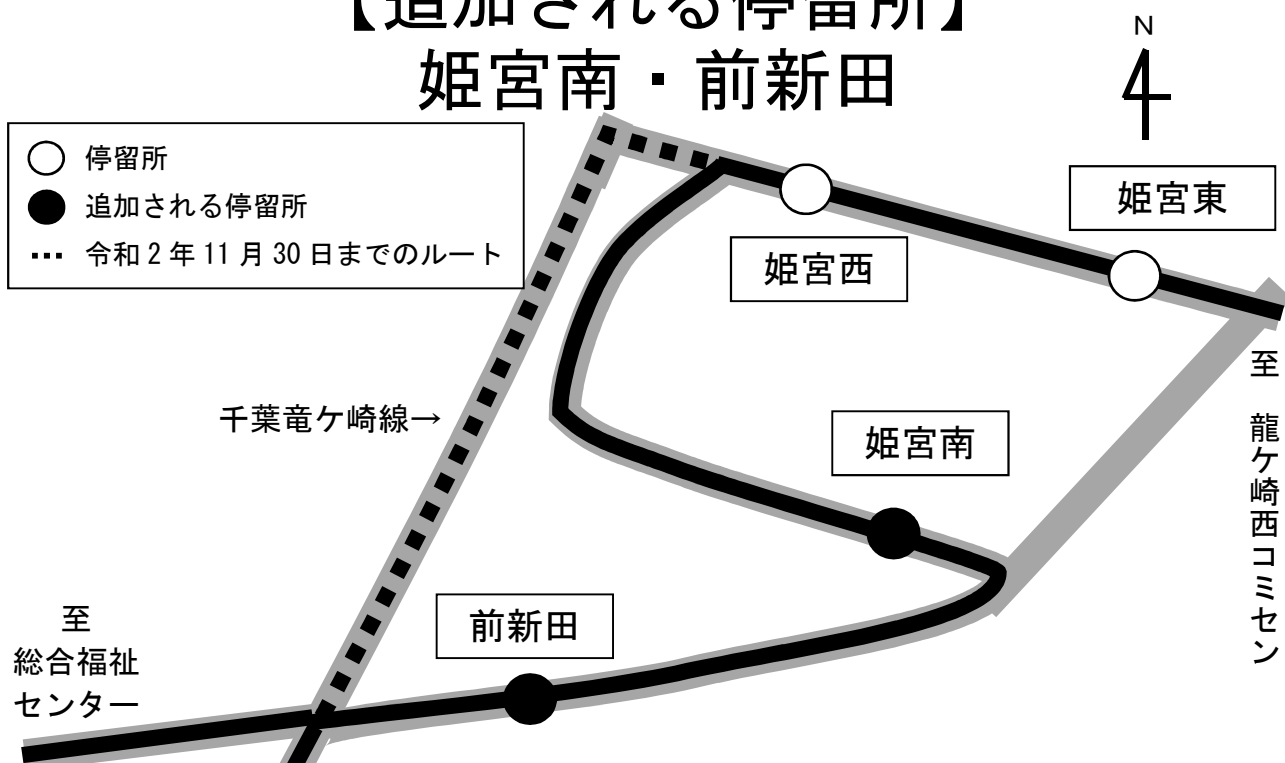 【追加される停留所】
姫宮南・前新田
N
停留所
追加される停留所
令和2年11月30日までのルート
姫宮東
姫宮西
千葉竜ケ崎線→
姫宮南
至 龍ケ崎西コミセン
前新田
至
総合福祉
センター